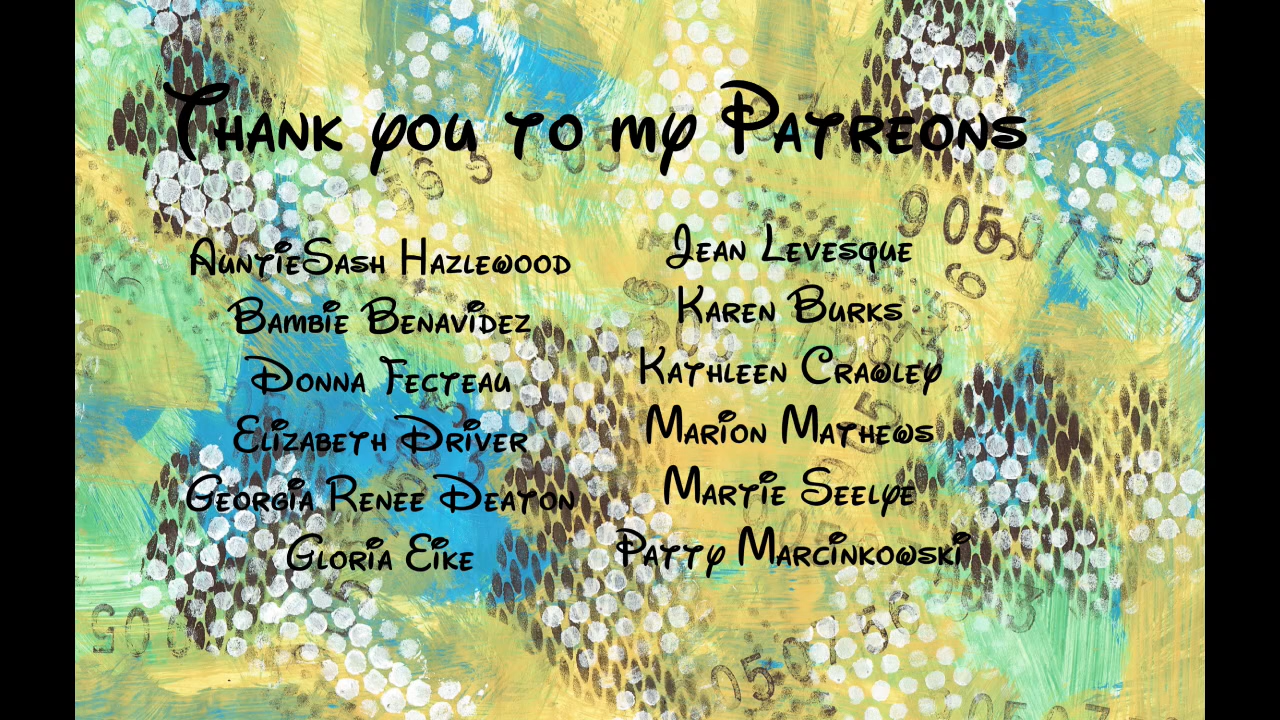 Thank you to my Patreons
AuntieSash Hazlewood
Bambie Benavidez
Donna Fecteau
Elizabeth Driver
Georgia Renee Deaton
Gloria Eike
Jean Levesque
Karen Burks
Kathleen Crawley
Marion Mathews
Martie Seelye
Patty Marcinkowski